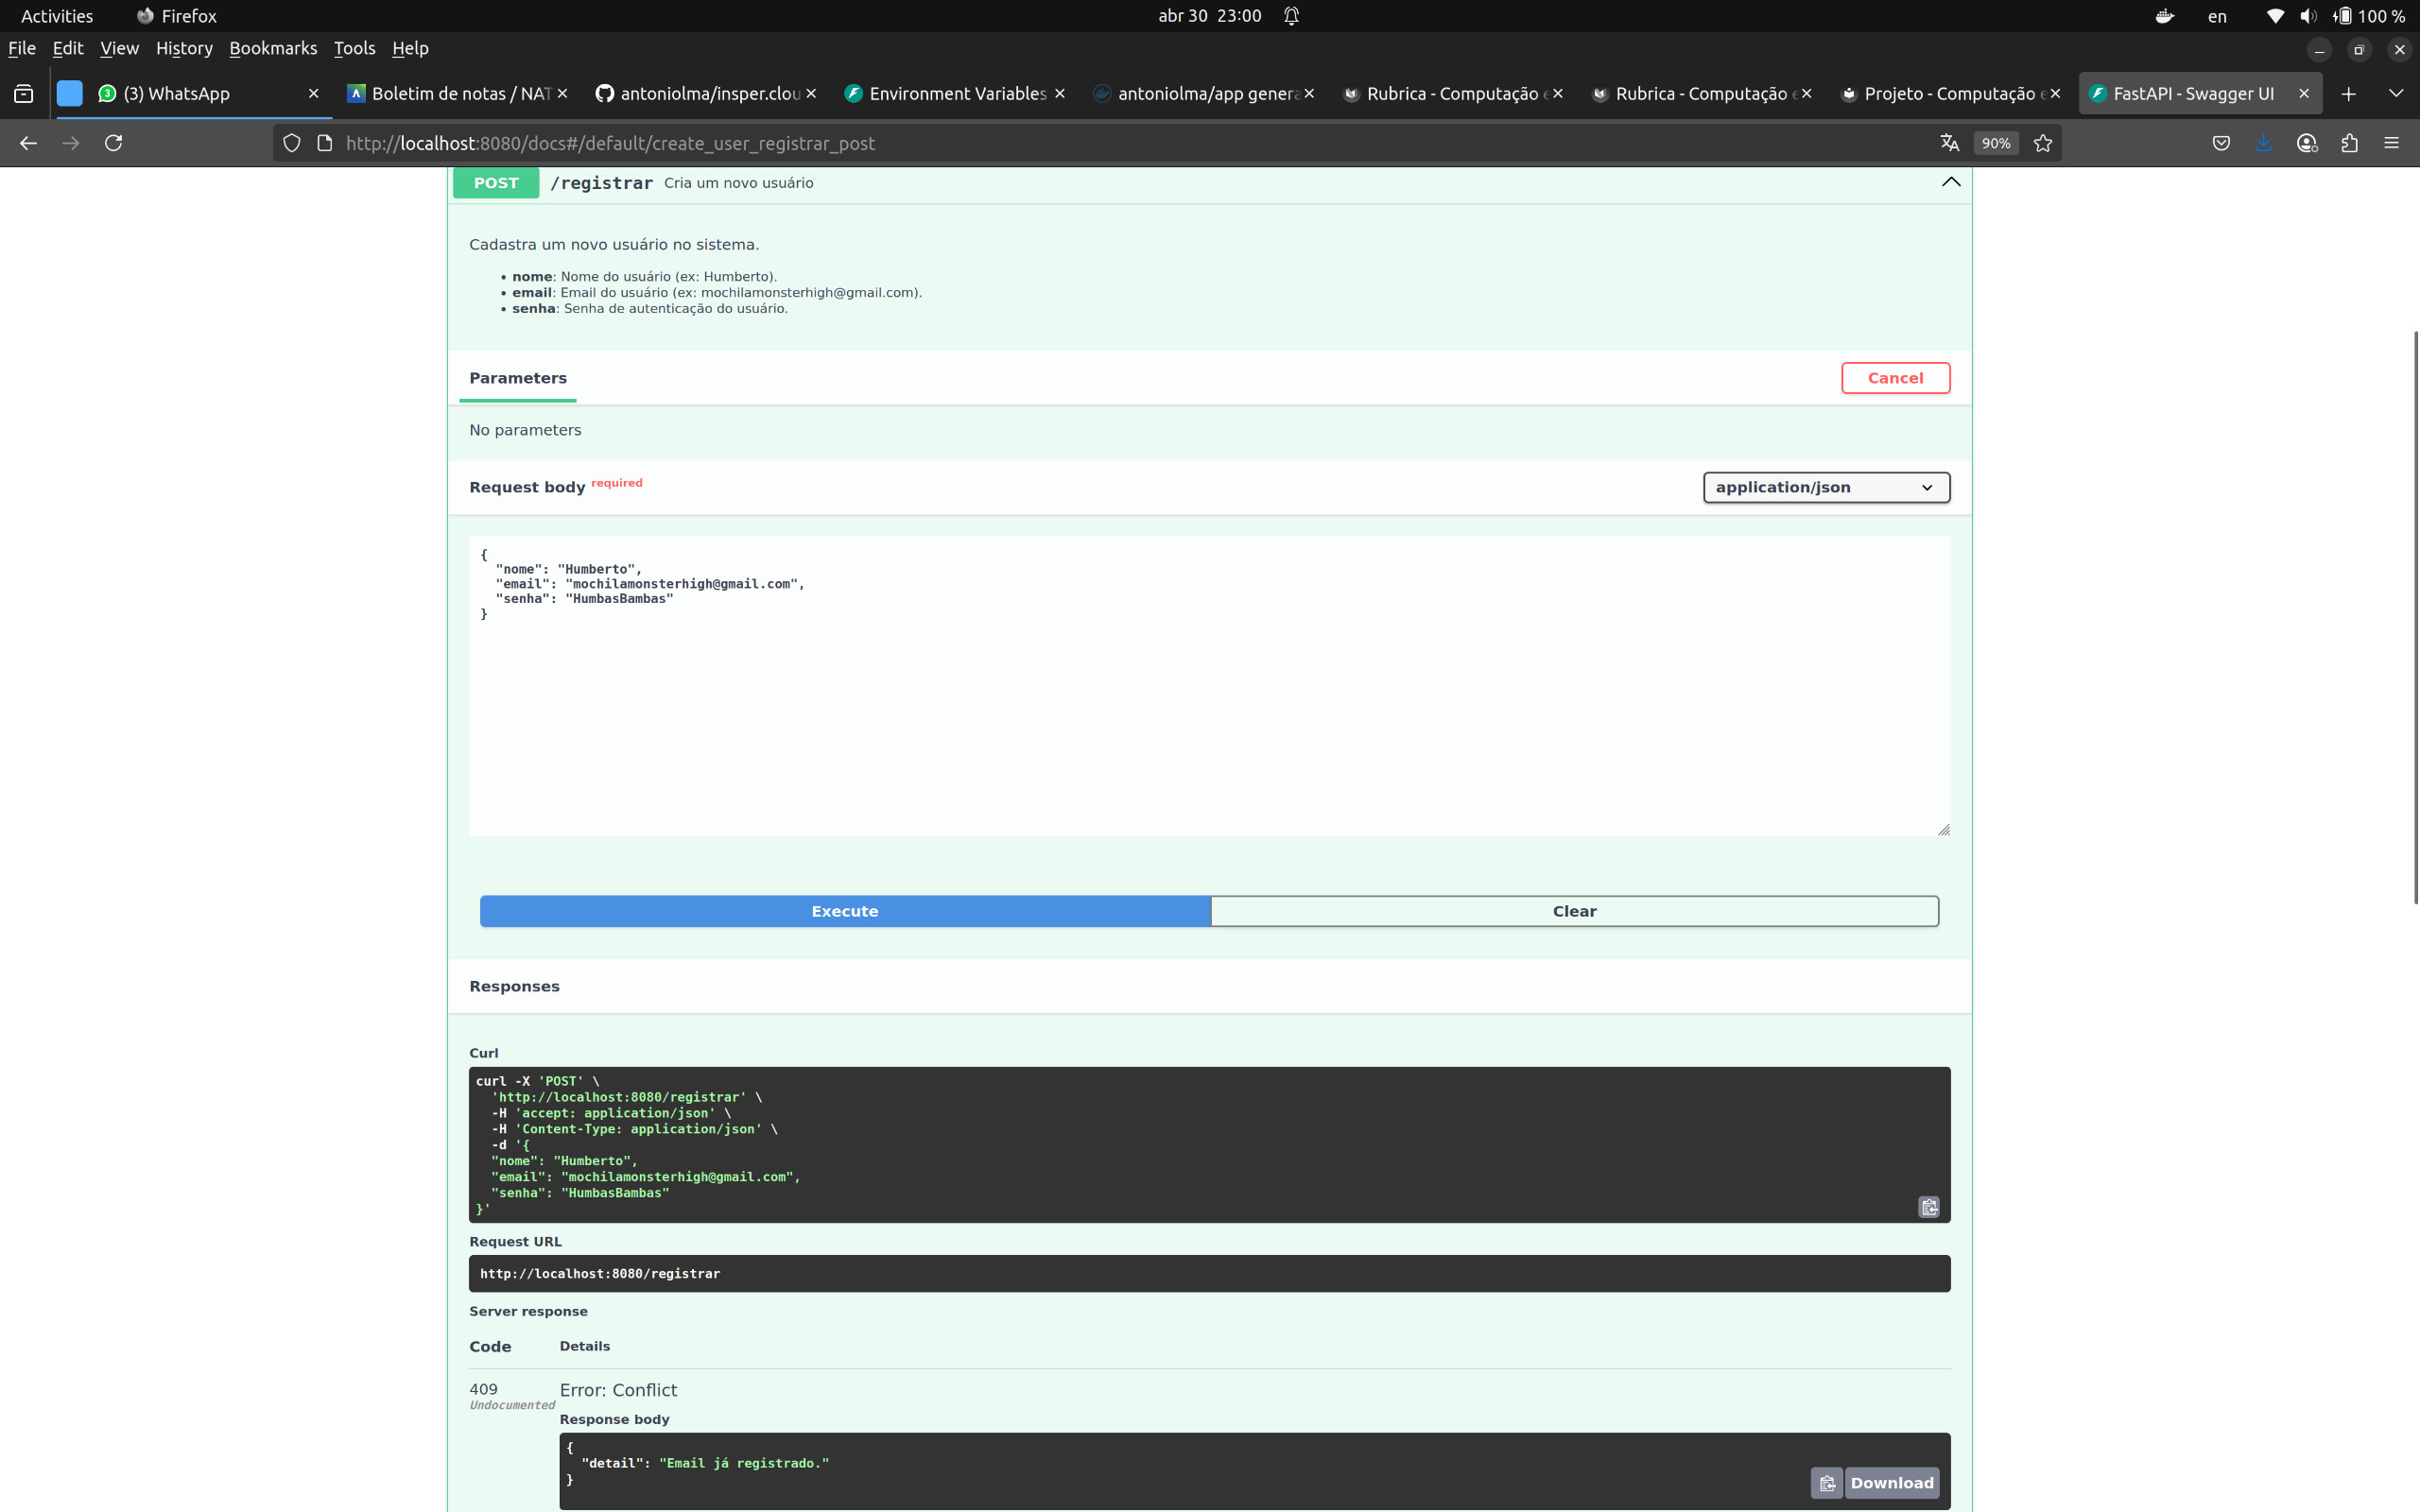 Activities Firefox abr 30 23:00 en 100 %
File Edit View History Bookmarks Tools Help
3 (3) WhatsApp Boletim de notas / NAT antoniolma/insper.clou Environment Variables antoniolma/app genera Rubrica - Computação e Rubrica - Computação e Projeto - Computação e FastAPI - Swagger UI
http://localhost:8080/docs#/default/create_user_registrar_post 90%
POST /registrar Cria um novo usuário
Cadastra um novo usuário no sistema.
• nome: Nome do usuário (ex: Humberto).
• email: Email do usuário (ex: mochilamonsterhigh@gmail.com).
• senha: Senha de autenticação do usuário.
Parameters Cancel
No parameters
Request body required application/json
{
"nome": "Humberto",
"email": "mochilamonsterhigh@gmail.com",
"senha": "HumbasBambas"
}
Execute Clear
Responses
Curl
curl -X 'POST' \
'http://localhost:8080/registrar' \
-H 'accept: application/json' \
-H 'Content-Type: application/json' \
-d '{
"nome": "Humberto",
"email": "mochilamonsterhigh@gmail.com",
"senha": "HumbasBambas"
}'
Request URL
http://localhost:8080/registrar
Server response
Code Details
409 Error: Conflict
Undocumented
Response body
{
"detail": "Email já registrado."
}
Download